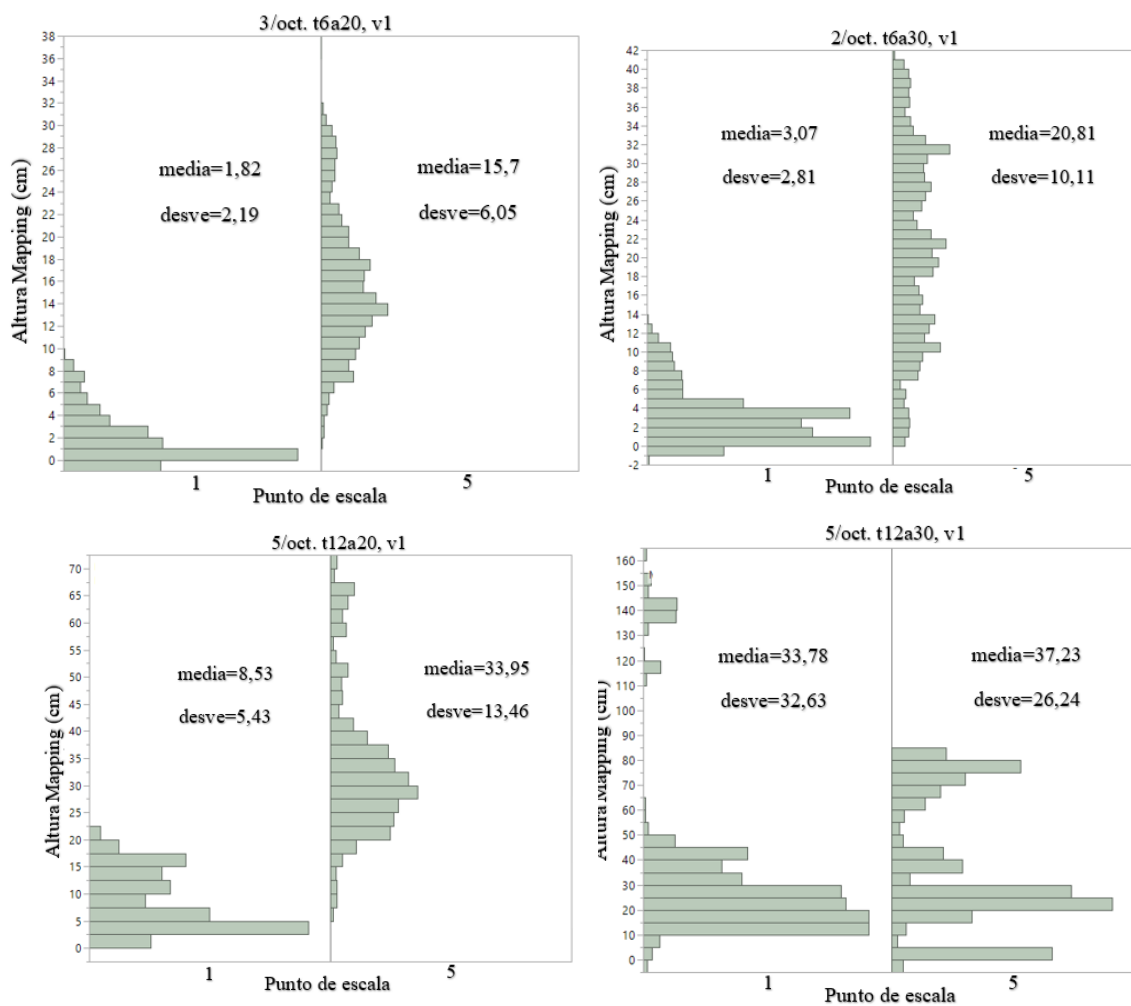 3/oct. t6a20, v1
38
36
34
32
30
28
26
24
22
20
18
16
14
12
10
8
6
4
2
0
Altura Mapping (cm)
media=1,82
desve=2,19
media=15,7
desve=6,05
1 5
Punto de escala
2/oct. t6a30, v1
42
40
38
36
34
32
30
28
26
24
22
20
18
16
14
12
10
8
6
4
2
0
-2
Altura Mapping (cm)
media=3,07
desve=2,81
media=20,81
desve=10,11
1 5
Punto de escala
5/oct. t12a20, v1
70
65
60
55
50
45
40
35
30
25
20
15
10
5
0
Altura Mapping (cm)
media=8,53
desve=5,43
media=33,95
desve=13,46
1 5
Punto de escala
5/oct. t12a30, v1
160
150
140
130
120
110
100
90
80
70
60
50
40
30
20
10
0
Altura Mapping (cm)
media=33,78
desve=32,63
media=37,23
desve=26,24
1 5
Punto de escala